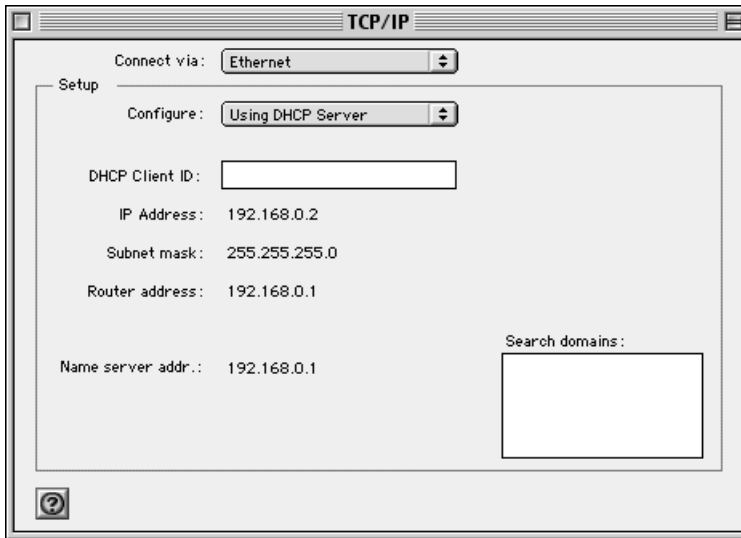 TCP/IP
Connect via: Ethernet
Setup
Configure: Using DHCP Server
DHCP Client ID:
IP Address: 192.168.0.2
Subnet mask: 255.255.255.0
Router address: 192.168.0.1
Search domains:
Name server addr.: 192.168.0.1
?